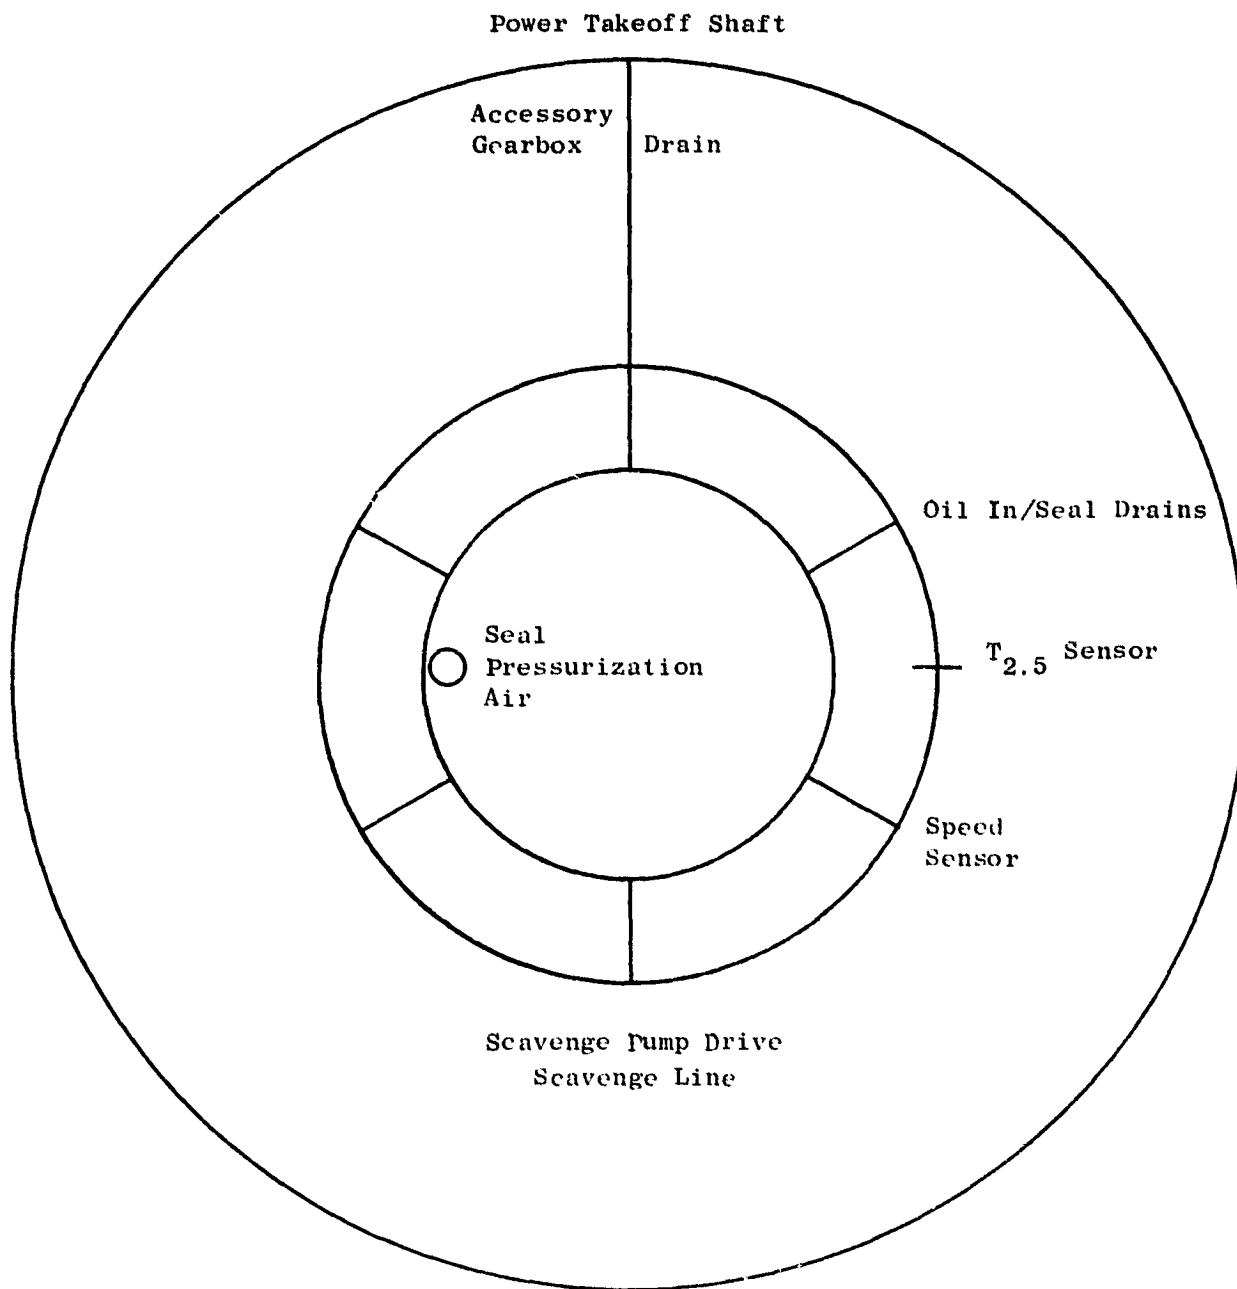 Power Takeoff Shaft
Accessory
Gearbox
Drain
Oil In/Seal Drains
Seal
Pressurization
Air
T2.5 Sensor
Speed
Sensor
Scavenge Pump Drive
Scavenge Line